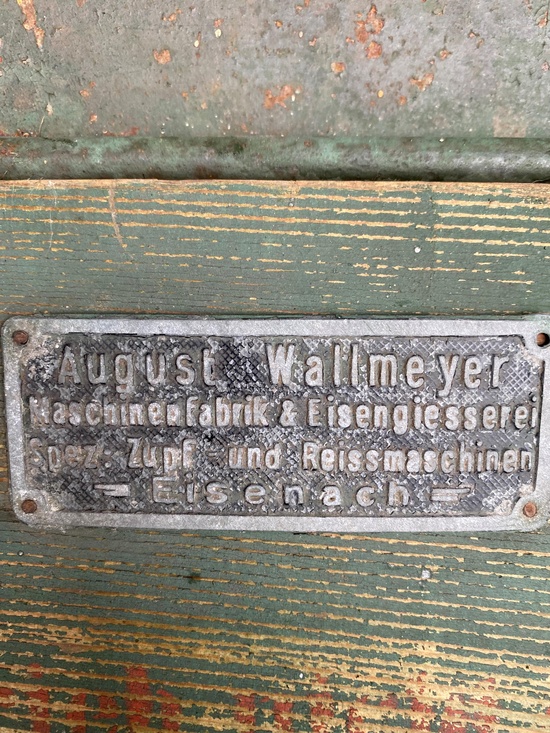 August Wallmeyer
Maschinenfabrik & Eisengiesserei
Spez. Zupf- und Reissmaschinen
- Eisenach -